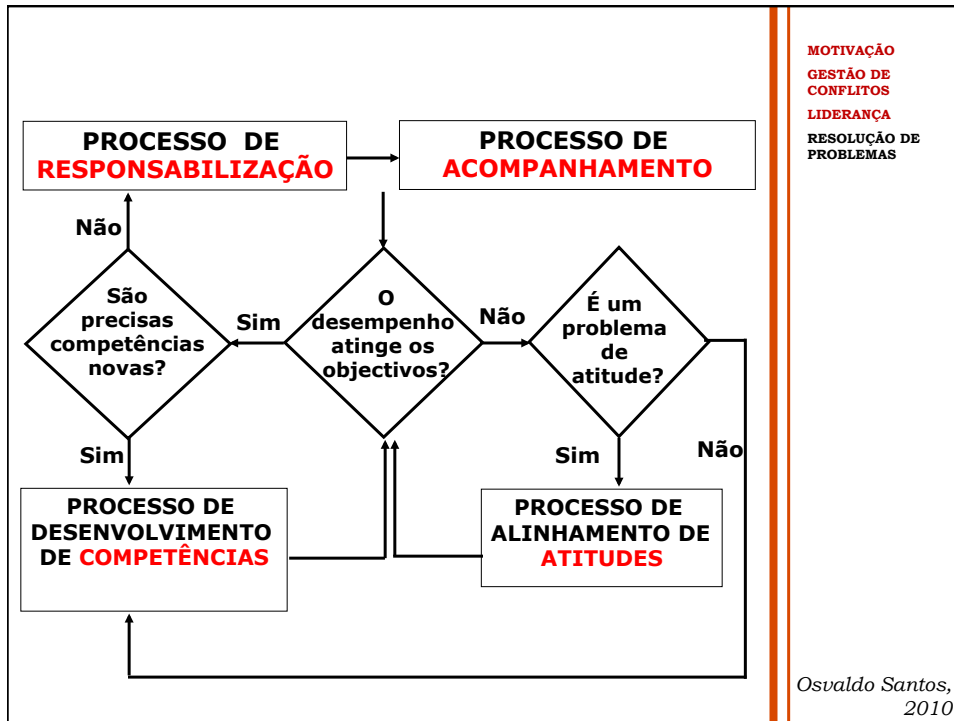 PROCESSO DE
RESPONSABILIZAÇÃO
PROCESSO DE
ACOMPANHAMENTO
Não
São
precisas
competências
novas?
Sim
O
desempenho
atinge os
objectivos?
Não
É um
problema
de
atitude?
Sim
Sim
Não
PROCESSO DE
DESENVOLVIMENTO
DE COMPETÊNCIAS
PROCESSO DE
ALINHAMENTO DE
ATITUDES
MOTIVAÇÃO
GESTÃO DE
CONFLITOS
LIDERANÇA
RESOLUÇÃO DE
PROBLEMAS
Osvaldo Santos,
2010